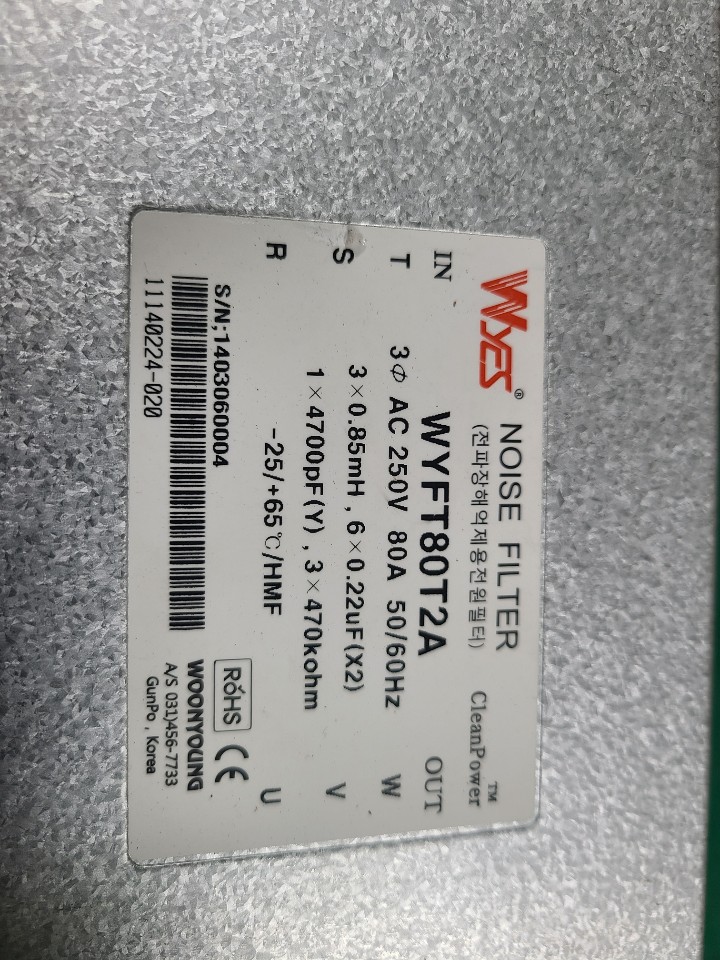 WYES® NOISE FILTER CleanPower™
(전파장해억제용전원필터)
IN WYFT80T2A OUT
T 3Φ AC 250V 80A 50/60Hz W
3×0.85mH , 6×0.22uF(X2)
S 1×4700pF(Y) , 3×470kohm V
-25/+65℃/HMF
R U
S/N;1403060004 RoHS CE
WOONYOUNG
A/S 031)456-7733
11140224-020 GunPo , Korea